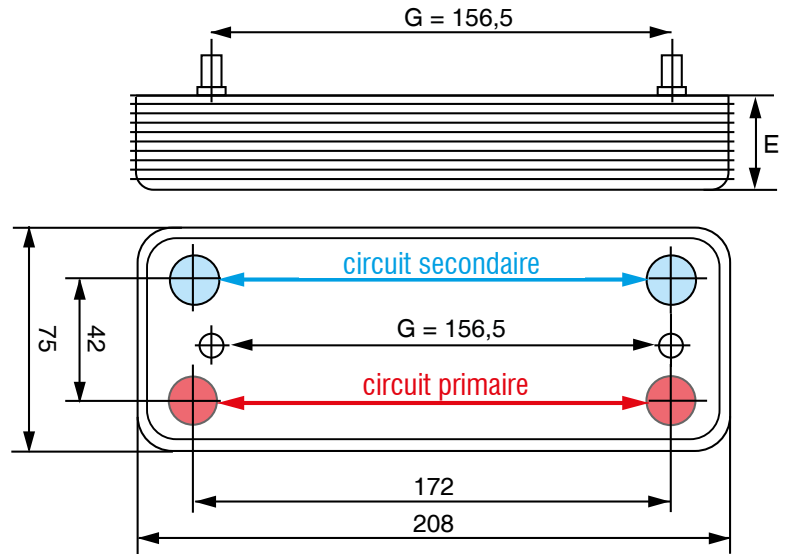 G = 156,5
E
circuit secondaire
G = 156,5
circuit primaire
42
75
172
208